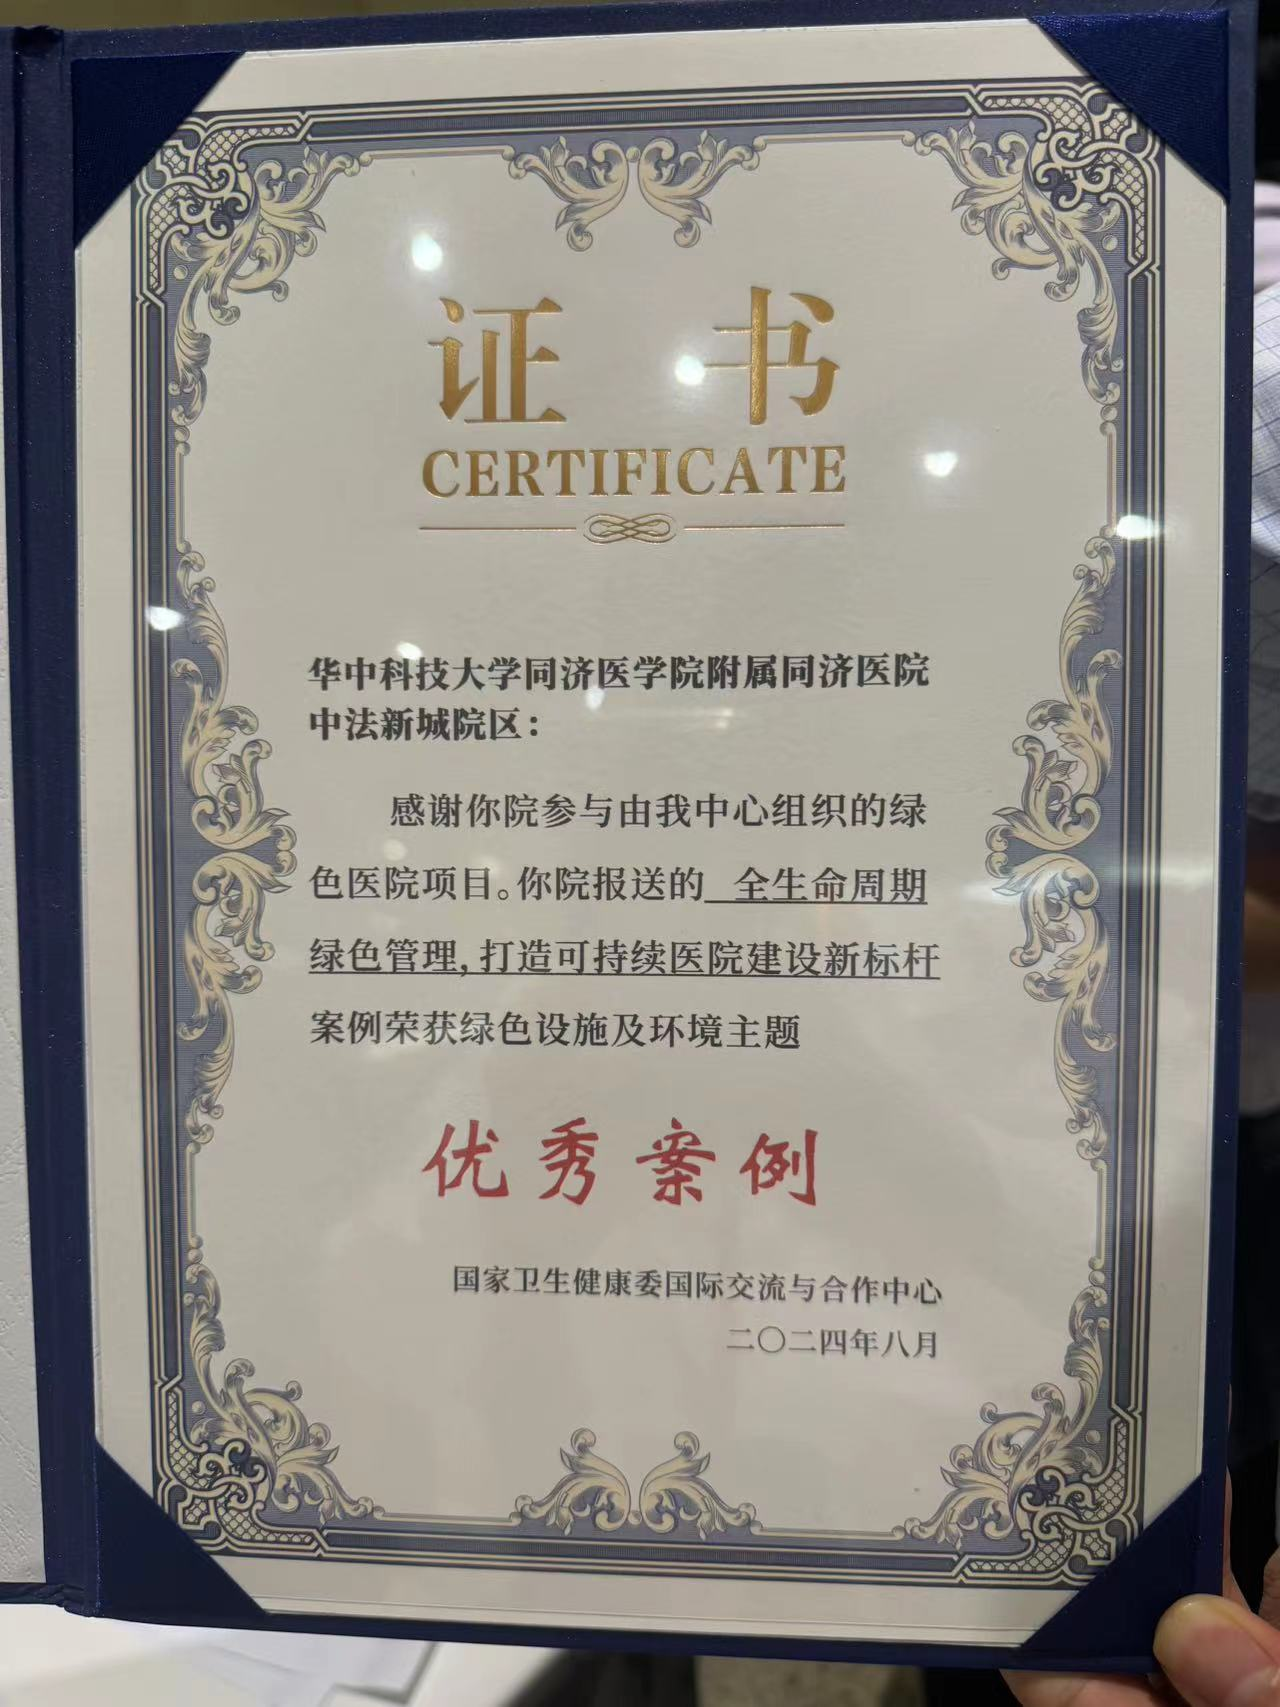 证书
CERTIFICATE
华中科技大学同济医学院附属同济医院
中法新城院区：
感谢你院参与由我中心组织的绿
色医院项目。你院报送的 全生命周期
绿色管理，打造可持续医院建设新标杆
案例荣获绿色设施及环境主题
优秀案例
国家卫生健康委国际交流与合作中心
二〇二四年八月